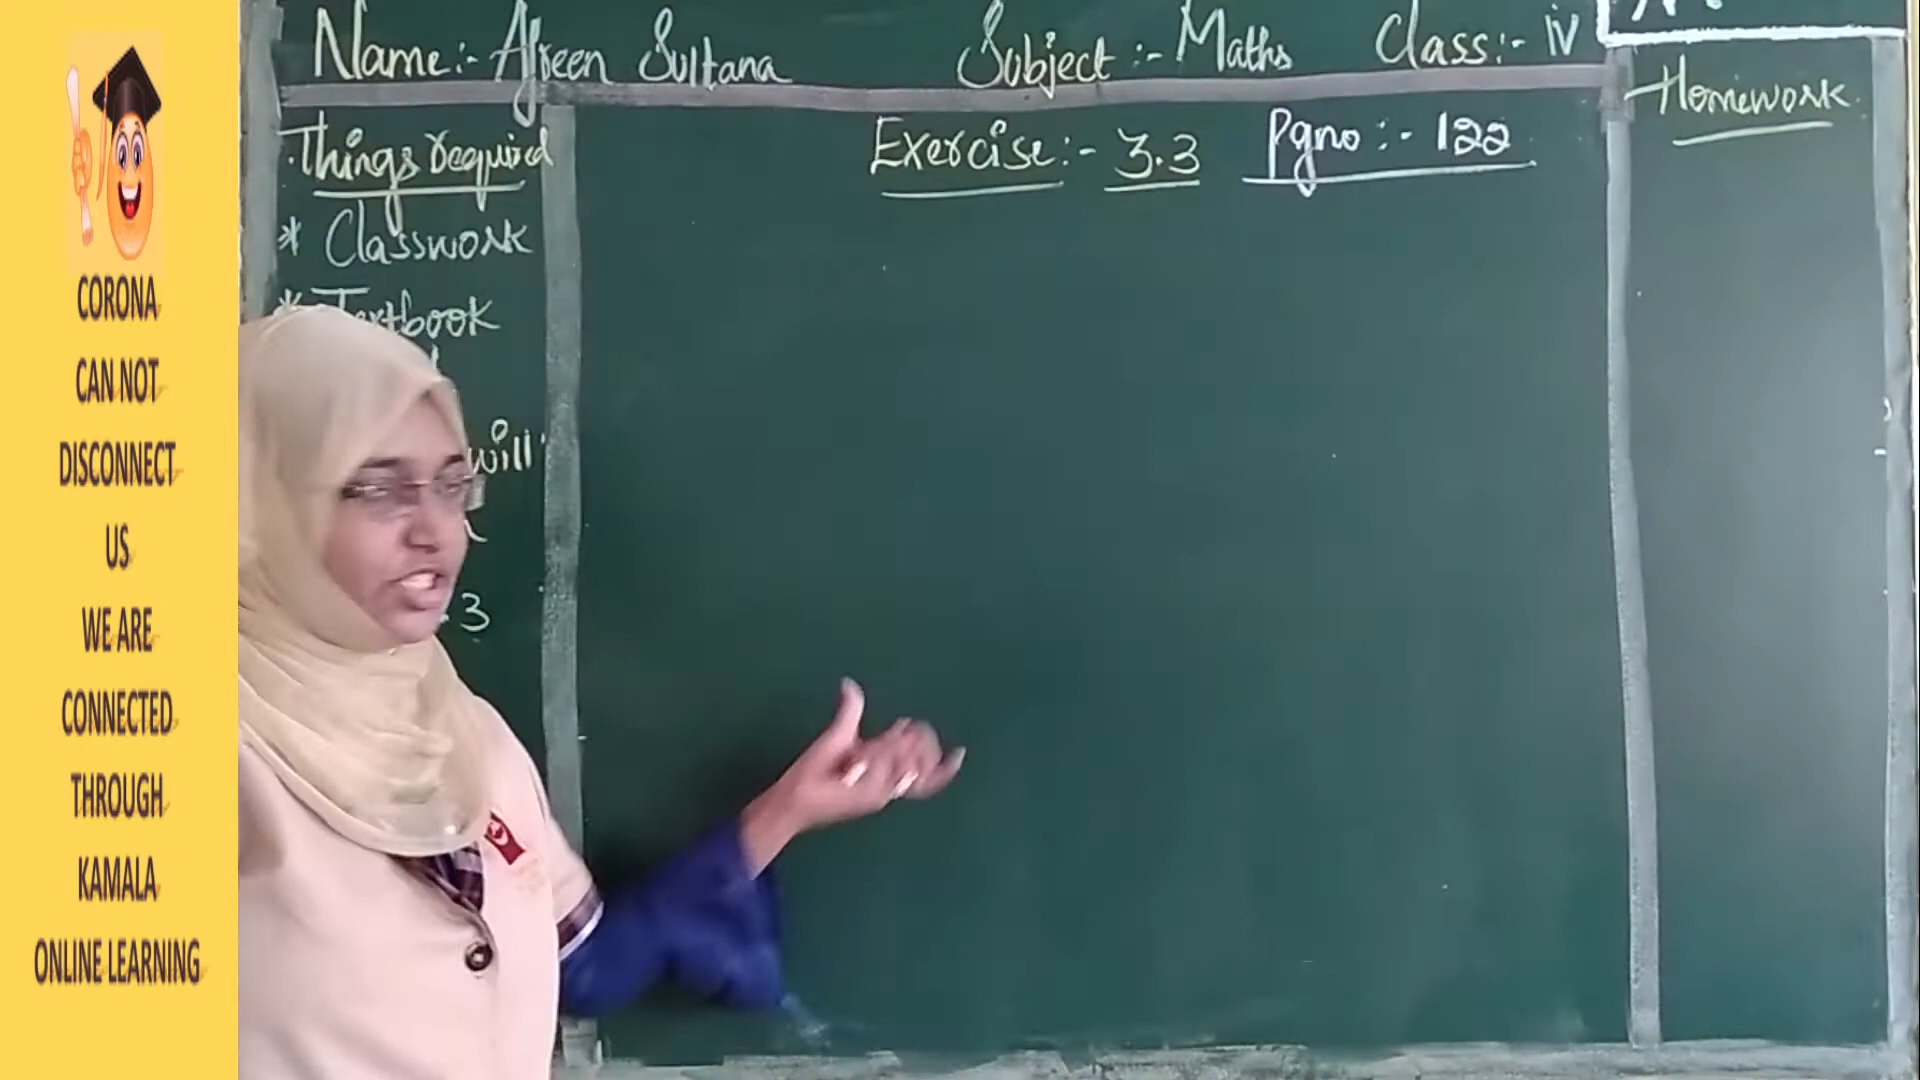 CORONA
CAN NOT
DISCONNECT
US
WE ARE
CONNECTED
THROUGH
KAMALA
ONLINE LEARNING
Name:- Afreen Sultana Subject :- Maths Class:- iv
Things required
* Classwork
* Textbook
will
3
Exercise:- 3.3 Pgno :- 122
Homework